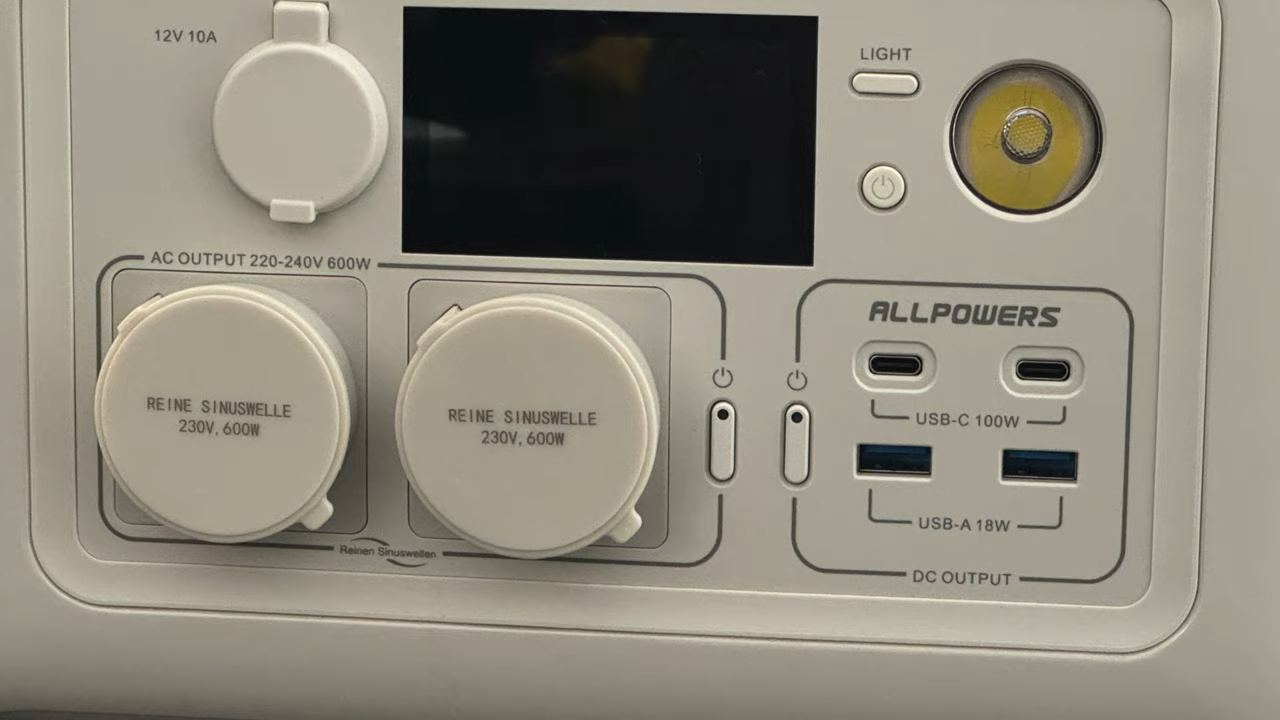 12V 10A
LIGHT
AC OUTPUT 220-240V 600W
REINE SINUSWELLE
230V,600W
REINE SINUSWELLE
230V,600W
Reinen Sinuswellen
ALLPOWERS
USB-C 100W
USB-A 18W
DC OUTPUT